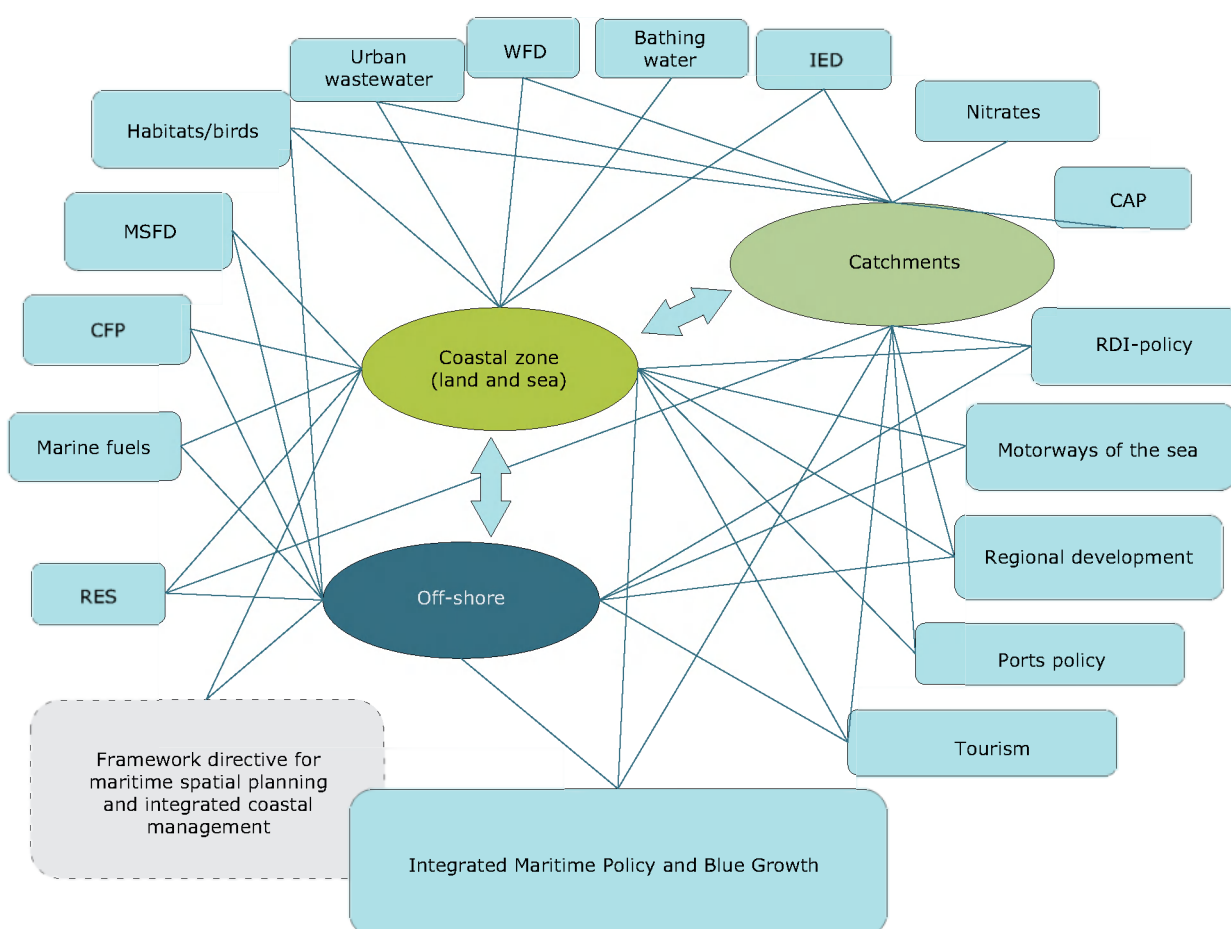 WFD
Bathing
water
IED
Urban
wastewater
Nitrates
Habitats/birds
CAP
MSFD
Catchments
CFP
RDI-policy
Coastal zone
(land and sea)
Marine fuels
Motorways of the sea
Regional development
RES
Off-shore
Ports policy
Tourism
Framework directive for
maritime spatial planning
and integrated coastal
management
Integrated Maritime Policy and Blue Growth